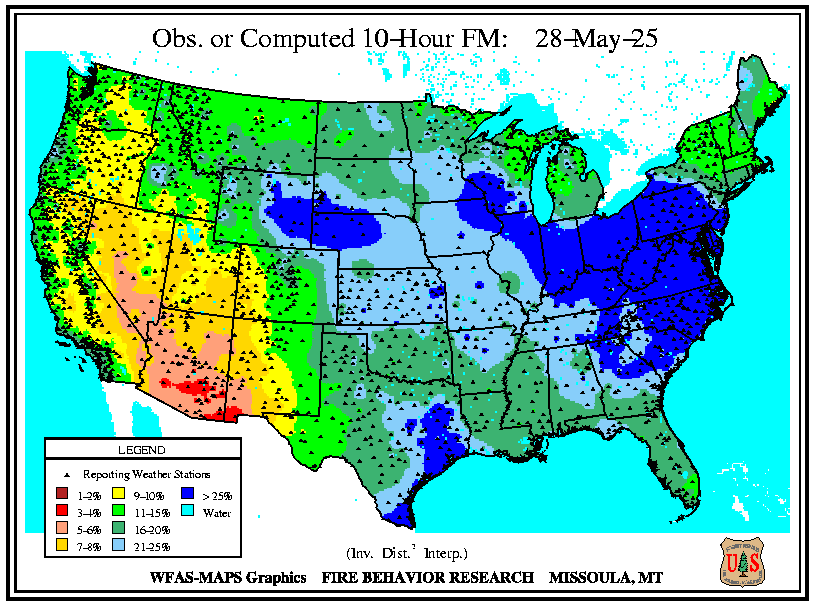 Obs. or Computed 10-Hour FM: 28-May-25
LEGEND
Reporting Weather Stations
1-2% 9-10% > 25%
3-4% 11-15% Water
5-6% 16-20%
7-8% 21-25%
(Inv. Dist.² Interp.)
WFAS-MAPS Graphics FIRE BEHAVIOR RESEARCH MISSOULA, MT
U S